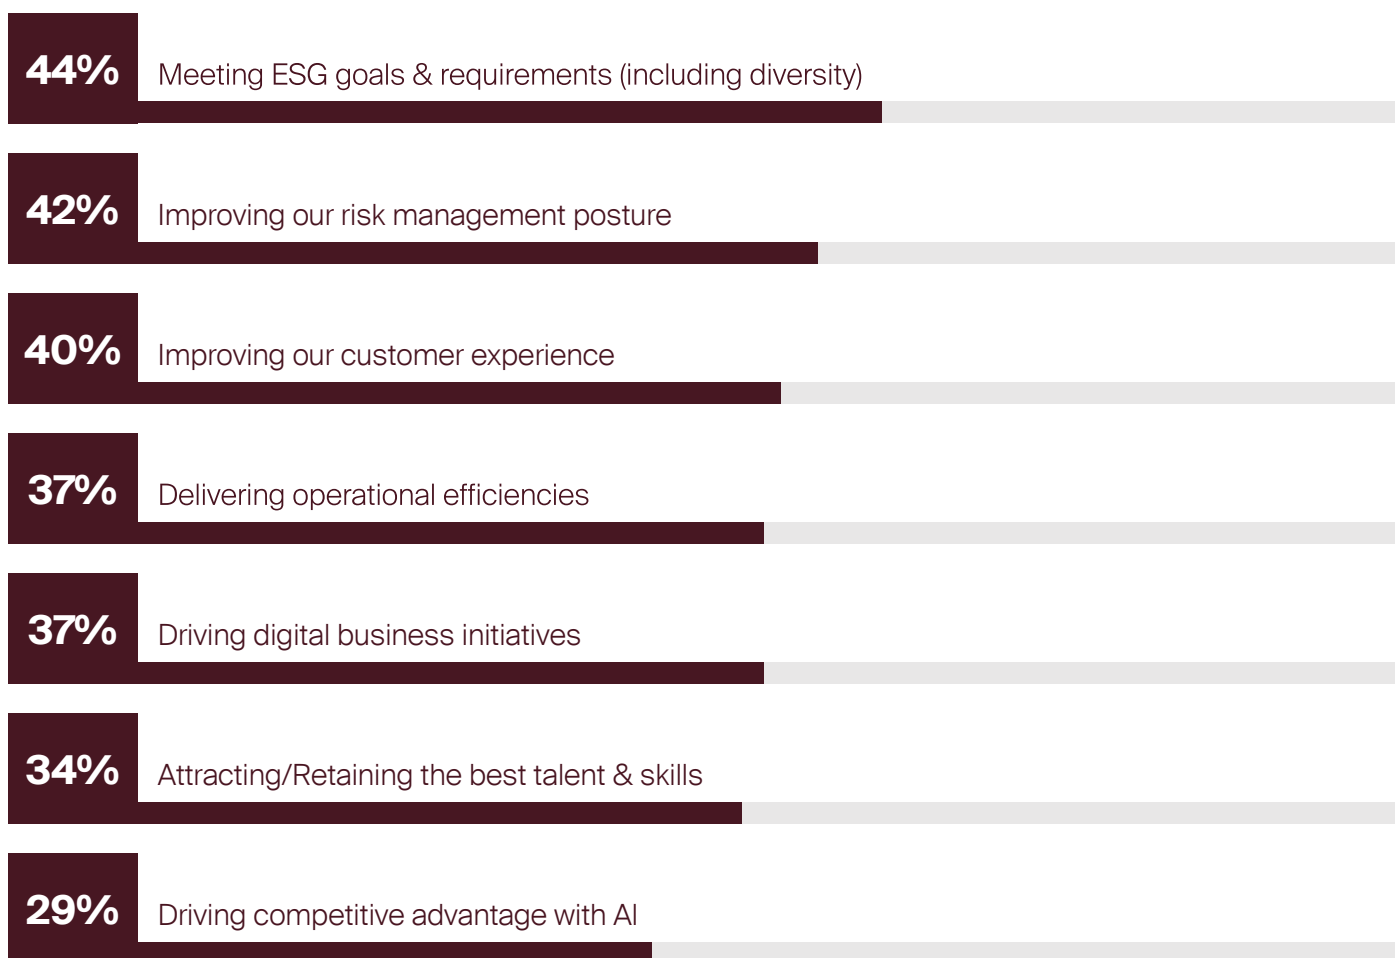 44%
Meeting ESG goals & requirements (including diversity)
42%
Improving our risk management posture
40%
Improving our customer experience
37%
Delivering operational efficiencies
37%
Driving digital business initiatives
34%
Attracting/Retaining the best talent & skills
29%
Driving competitive advantage with AI